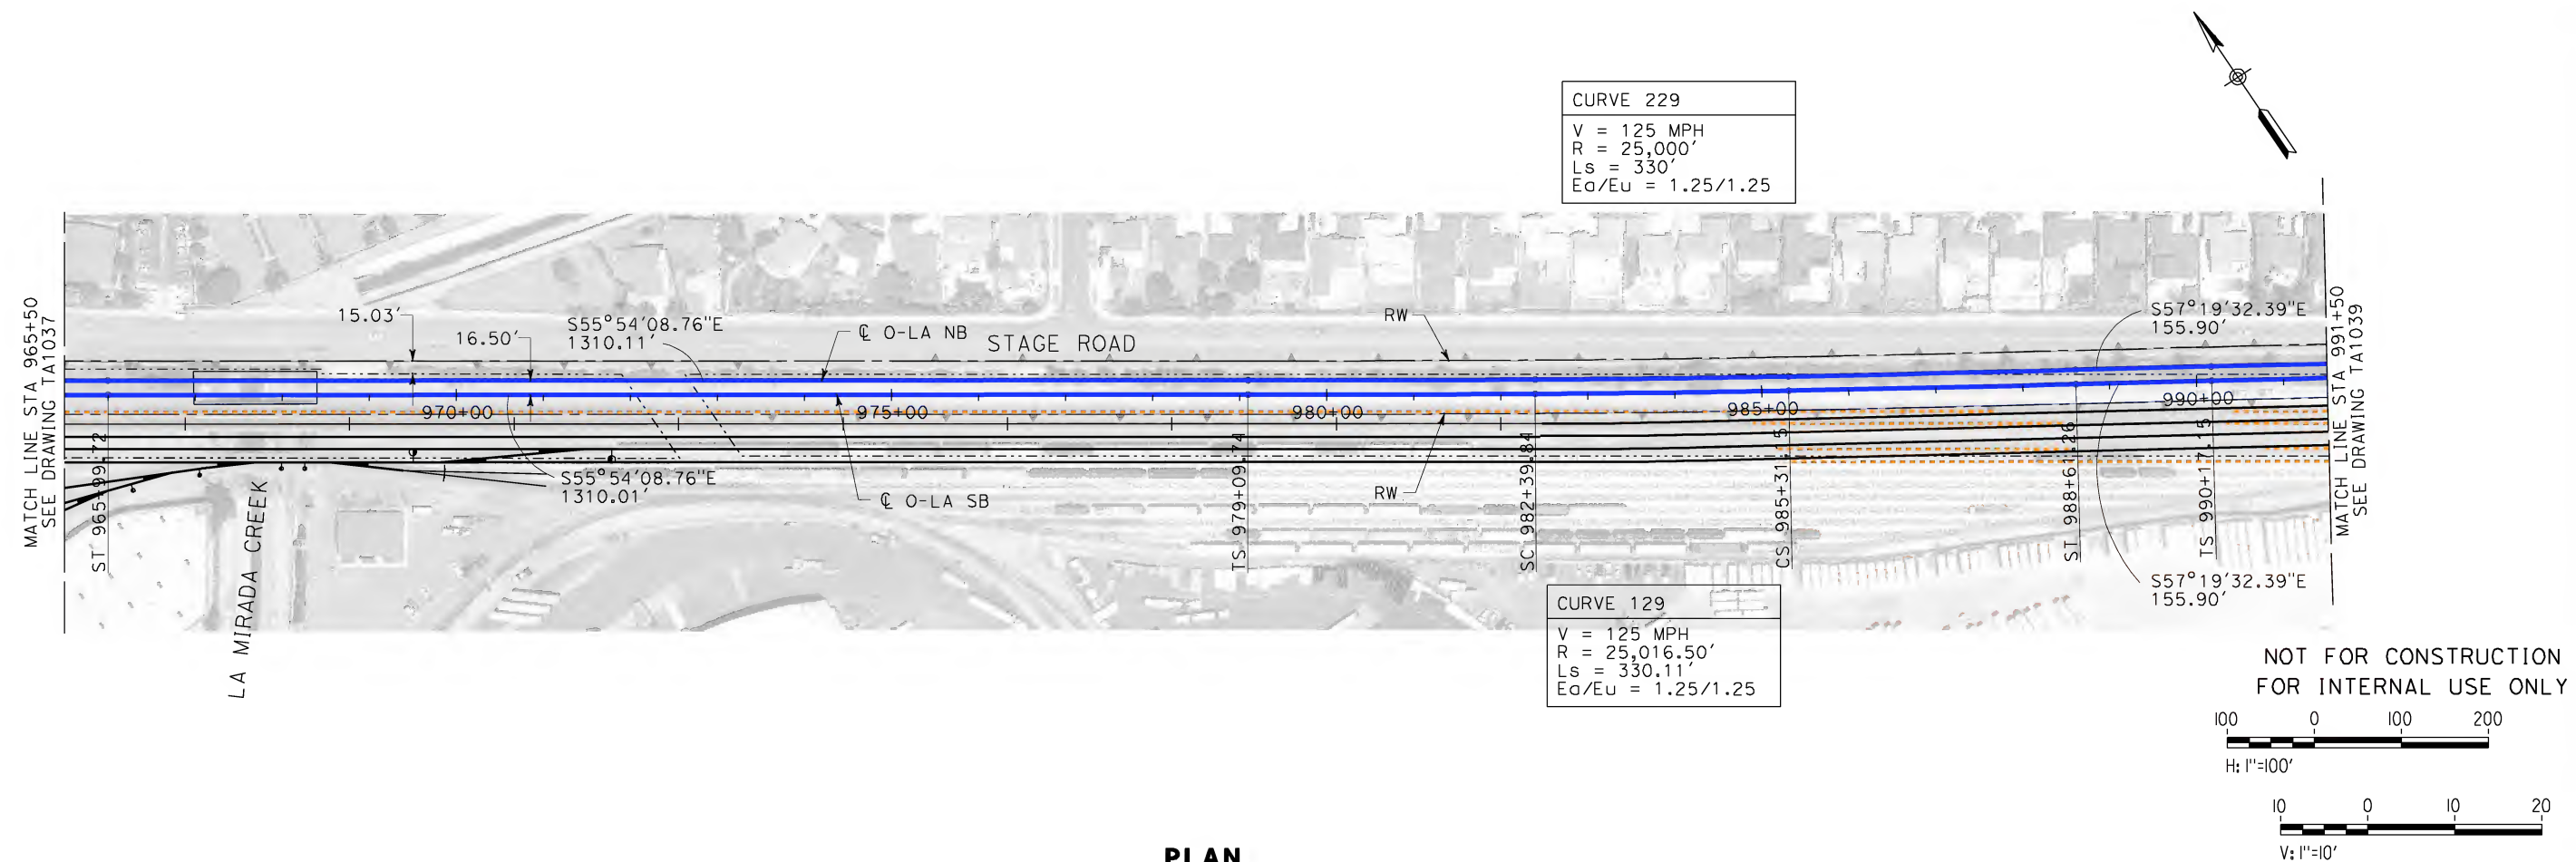 CURVE 229
V = 125 MPH
R = 25,000'
Ls = 330'
Ea/Eu = 1.25/1.25
MATCH LINE STA 965+50
SEE DRAWING TA1037
15.03'
16.50'
S55°54'08.76"E
1310.11'
℄ O-LA NB
STAGE ROAD
RW
S57°19'32.39"E
155.90'
MATCH LINE STA 991+50
SEE DRAWING TA1039
970+00
975+00
980+00
985+00
990+00
ST 965+99.72
LA MIRADA CREEK
S55°54'08.76"E
1310.01'
℄ O-LA SB
TS 979+09.74
RW
SC 982+39.84
CS 985+31.15
ST 988+61.26
TS 990+17.15
S57°19'32.39"E
155.90'
CURVE 129
V = 125 MPH
R = 25,016.50'
Ls = 330.11'
Ea/Eu = 1.25/1.25
NOT FOR CONSTRUCTION
FOR INTERNAL USE ONLY
100 0 100 200
H: 1"=100'
10 0 10 20
V: 1"=10'
PLAN